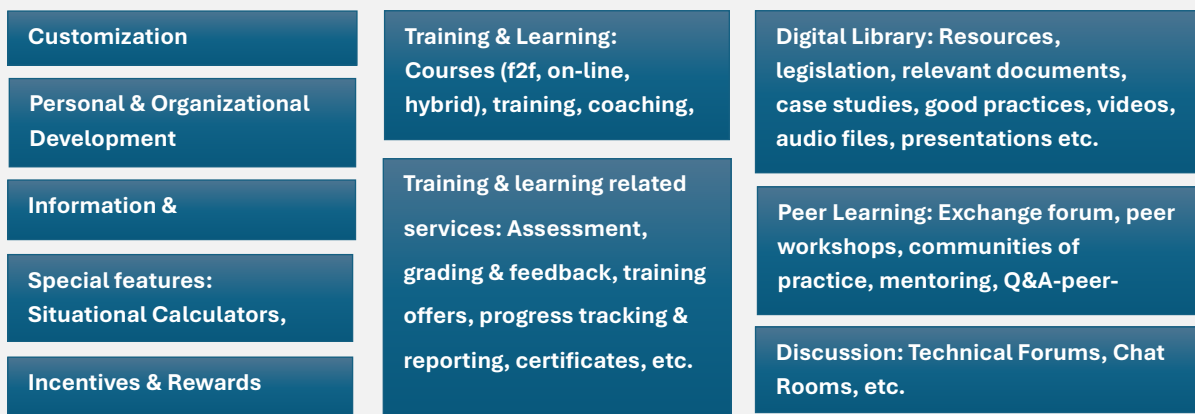 Customization
Personal & Organizational
Development
Information &
Special features:
Situational Calculators,
Incentives & Rewards
Training & Learning:
Courses (f2f, on-line,
hybrid), training, coaching,
Training & learning related
services: Assessment,
grading & feedback, training
offers, progress tracking &
reporting, certificates, etc.
Digital Library: Resources,
legislation, relevant documents,
case studies, good practices, videos,
audio files, presentations etc.
Peer Learning: Exchange forum, peer
workshops, communities of
practice, mentoring, Q&A-peer-
Discussion: Technical Forums, Chat
Rooms, etc.